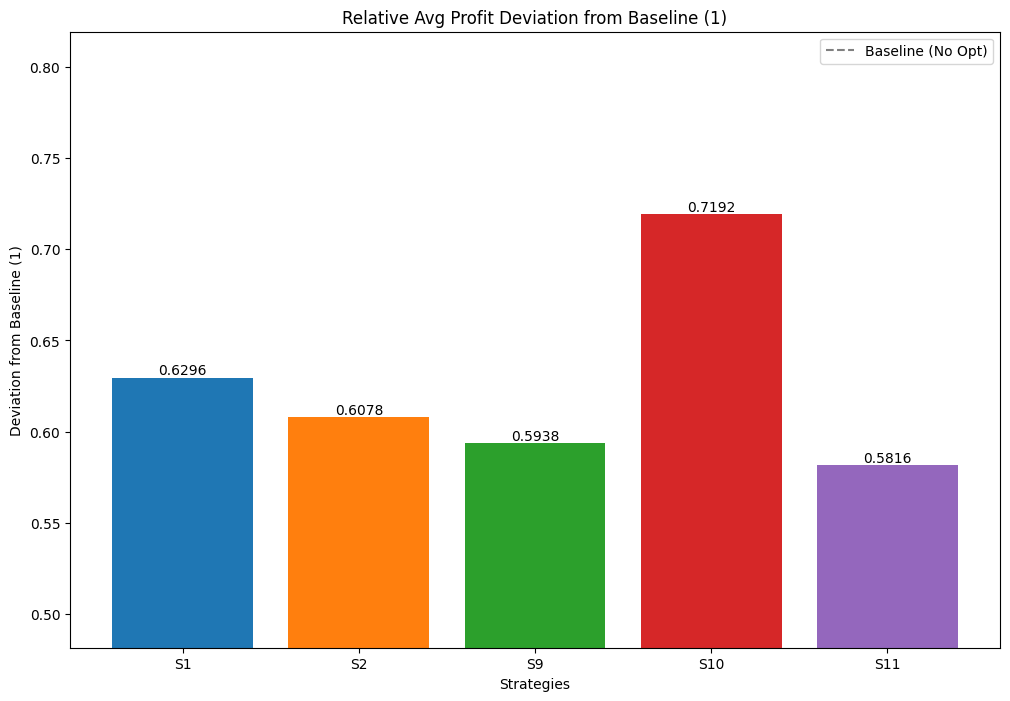 Relative Avg Profit Deviation from Baseline (1)
Baseline (No Opt)
Deviation from Baseline (1)
0.80
0.75
0.70
0.65
0.60
0.55
0.50
0.6296
0.6078
0.5938
0.7192
0.5816
S1
S2
S9
S10
S11
Strategies